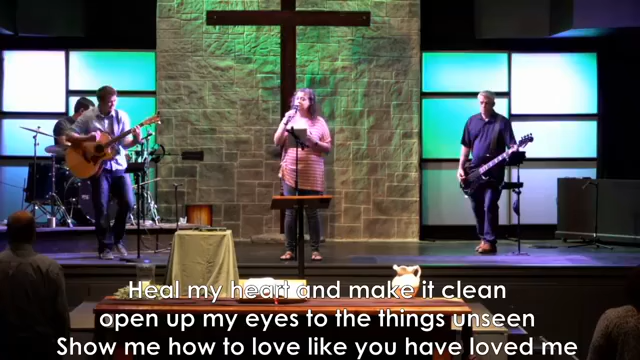 Heal my heart and make it clean
open up my eyes to the things unseen
Show me how to love like you have loved me